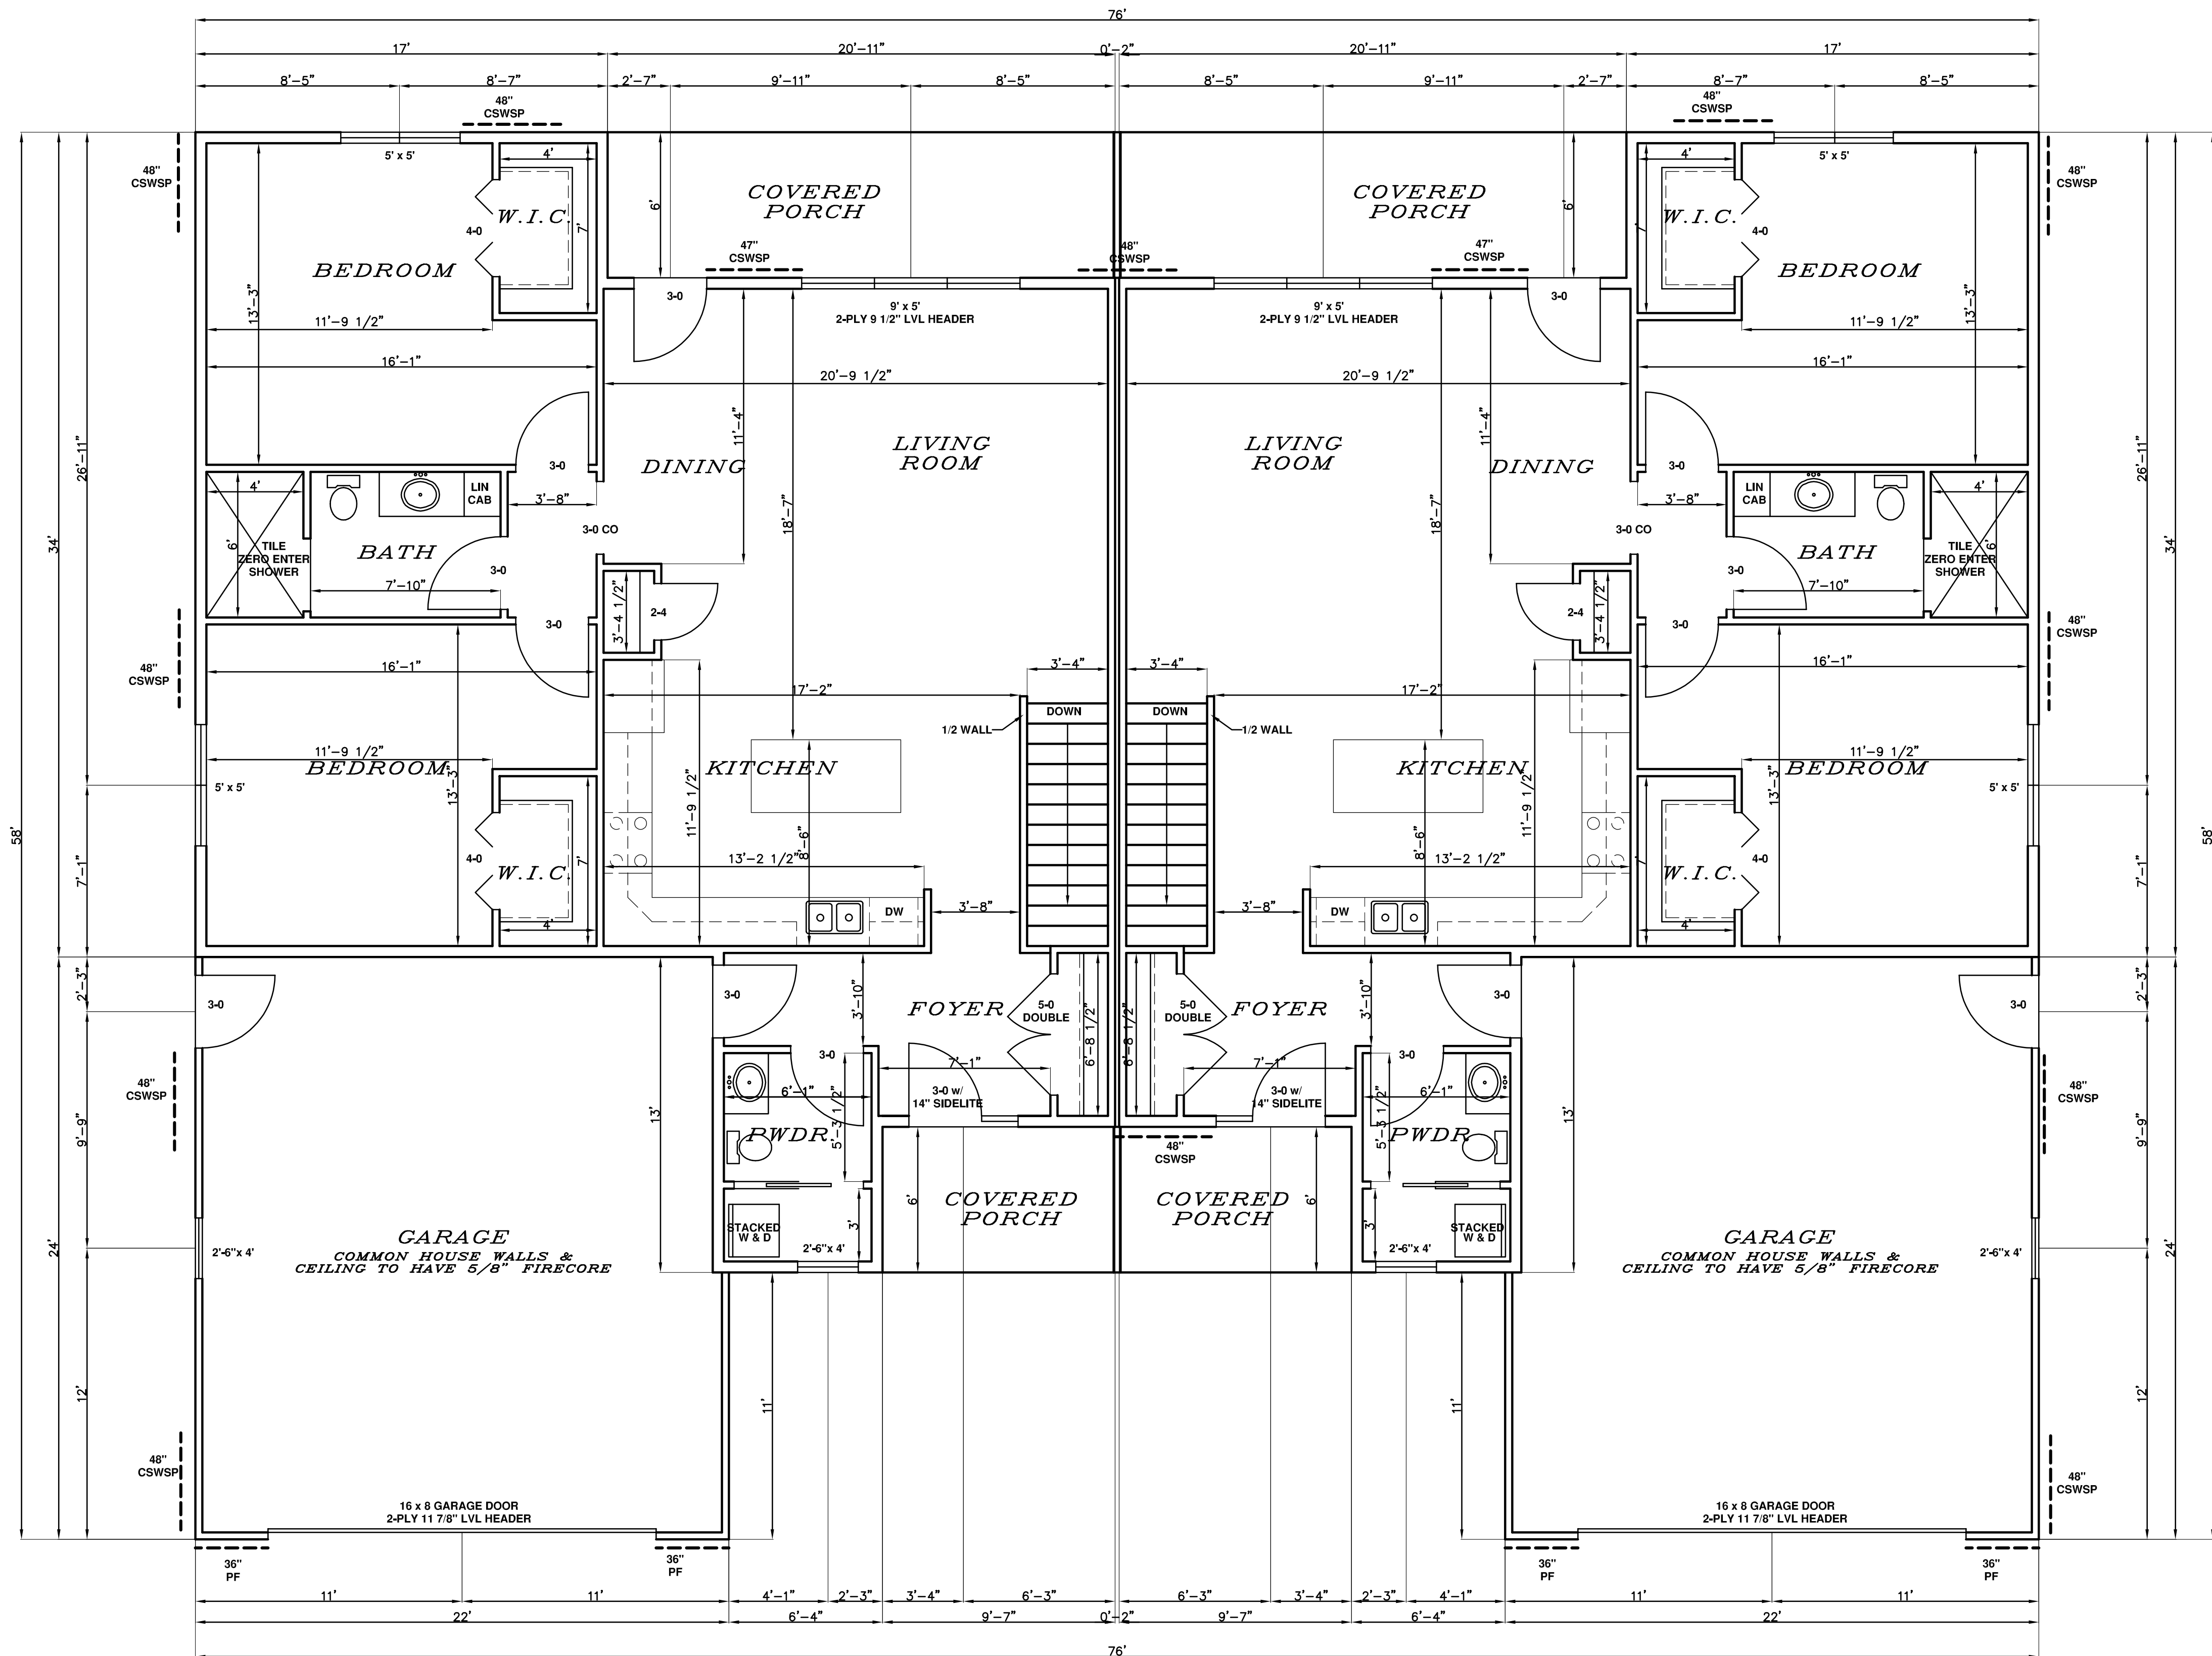 76'
17' 20'-11" 0'-2" 20'-11" 17'
8'-5" 8'-7" 2'-7" 9'-11" 8'-5" 8'-5" 9'-11" 2'-7" 8'-7" 8'-5"
48"
CSWSP
48"
CSWSP
48"
CSWSP
5' x 5'
4'
7'
W.I.C.
4-0
BEDROOM
13'-3"
11'-9 1/2"
16'-1"
6'
COVERED
PORCH
47"
CSWSP
48"
CSWSP
COVERED
PORCH
6'
47"
CSWSP
4'
7'
W.I.C.
4-0
5' x 5'
BEDROOM
13'-3"
11'-9 1/2"
16'-1"
48"
CSWSP
3-0
9' x 5'
2-PLY 9 1/2" LVL HEADER
9' x 5'
2-PLY 9 1/2" LVL HEADER
3-0
20'-9 1/2"
20'-9 1/2"
11'-4"
18'-7"
DINING
LIVING
ROOM
LIVING
ROOM
DINING
11'-4"
18'-7"
26'-11"
34'
58'
26'-11"
34'
58'
3-0
4'
6'
TILE
ZERO ENTER
SHOWER
LIN
CAB
BATH
7'-10"
3'-8"
3-0
3-0 CO
3-0
3'-4 1/2"
2-4
2-4
3'-4 1/2"
3-0
3'-8"
3-0 CO
3-0
3-0
LIN
CAB
BATH
7'-10"
4'
6'
TILE
ZERO ENTER
SHOWER
48"
CSWSP
48"
CSWSP
16'-1"
11'-9 1/2"
BEDROOM
13'-3"
5' x 5'
4-0
W.I.C.
7'
4'
17'-2"
3'-4"
DOWN
1/2 WALL
KITCHEN
11'-9 1/2"
8'-6"
13'-2 1/2"
DW
3'-8"
3'-4"
DOWN
1/2 WALL
17'-2"
KITCHEN
11'-9 1/2"
8'-6"
13'-2 1/2"
DW
3'-8"
16'-1"
11'-9 1/2"
BEDROOM
13'-3"
5' x 5'
4-0
W.I.C.
7'
4'
7'-1"
7'-1"
2'-3"
3-0
3-0
3'-10"
FOYER
5-0
DOUBLE
6'-8 1/2"
7'-1"
3-0
3-0 w/
14" SIDELITE
6'-1"
5'-3 1/2"
PWDR
6'-8 1/2"
5-0
DOUBLE
FOYER
3'-10"
3-0
7'-1"
3-0
3-0 w/
14" SIDELITE
6'-1"
5'-3 1/2"
PWDR
3-0
2'-3"
48"
CSWSP
48"
CSWSP
48"
CSWSP
9'-9"
13'
13'
9'-9"
24'
24'
STACKED
W & D
3'
2'-6"x 4'
6'
COVERED
PORCH
COVERED
PORCH
6'
3'
2'-6"x 4'
STACKED
W & D
GARAGE
COMMON HOUSE WALLS &
CEILING TO HAVE 5/8" FIRECORE
2'-6"x 4'
GARAGE
COMMON HOUSE WALLS &
CEILING TO HAVE 5/8" FIRECORE
2'-6"x 4'
12'
11'
11'
12'
48"
CSWSP
48"
CSWSP
16 x 8 GARAGE DOOR
2-PLY 11 7/8" LVL HEADER
16 x 8 GARAGE DOOR
2-PLY 11 7/8" LVL HEADER
36"
PF
36"
PF
36"
PF
36"
PF
11' 11' 4'-1" 2'-3" 3'-4" 6'-3" 6'-3" 3'-4" 2'-3" 4'-1" 11' 11'
22' 6'-4" 9'-7" 0'-2" 9'-7" 6'-4" 22'
76'